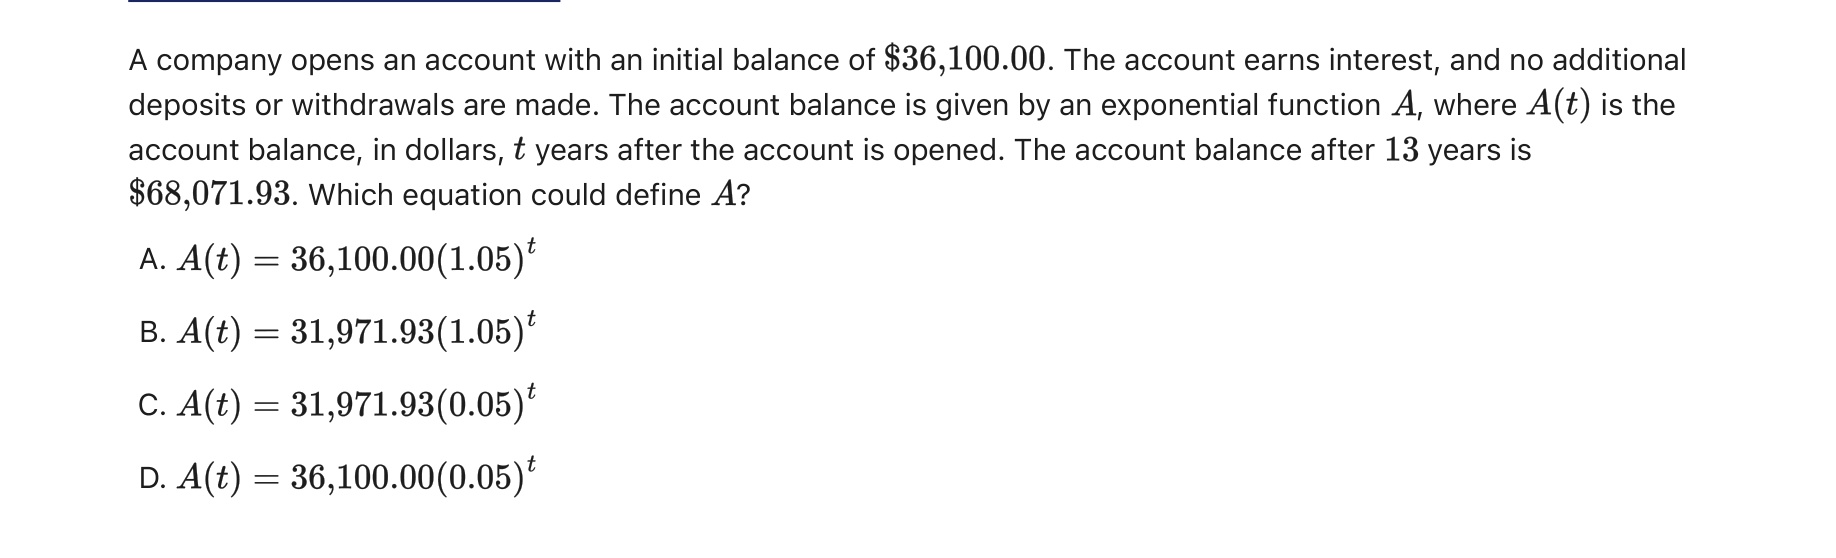 A company opens an account with an initial balance of $36,100.00. The account earns interest, and no additional
deposits or withdrawals are made. The account balance is given by an exponential function A, where A(t) is the
account balance, in dollars, t years after the account is opened. The account balance after 13 years is
$68,071.93. Which equation could define A?
A. A(t) = 36,100.00(1.05)^t
B. A(t) = 31,971.93(1.05)^t
C. A(t) = 31,971.93(0.05)^t
D. A(t) = 36,100.00(0.05)^t